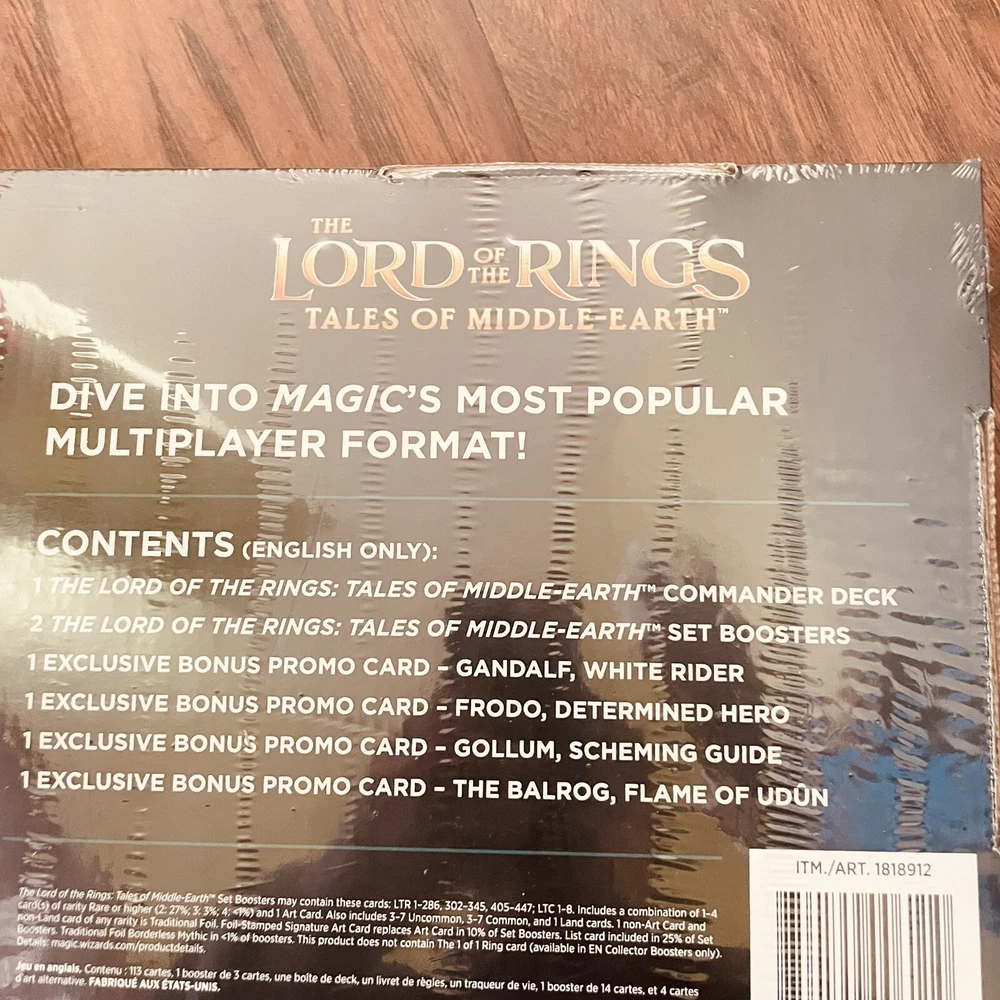 THE
LORD OF THE RINGS
TALES OF MIDDLE-EARTH™
DIVE INTO MAGIC'S MOST POPULAR
MULTIPLAYER FORMAT!
CONTENTS (ENGLISH ONLY):
1 THE LORD OF THE RINGS: TALES OF MIDDLE-EARTH™ COMMANDER DECK
2 THE LORD OF THE RINGS: TALES OF MIDDLE-EARTH™ SET BOOSTERS
1 EXCLUSIVE BONUS PROMO CARD – GANDALF, WHITE RIDER
1 EXCLUSIVE BONUS PROMO CARD – FRODO, DETERMINED HERO
1 EXCLUSIVE BONUS PROMO CARD – GOLLUM, SCHEMING GUIDE
1 EXCLUSIVE BONUS PROMO CARD – THE BALROG, FLAME OF UDÛN
ITM./ART. 1818912
The Lord of the Rings: Tales of Middle-Earth™ Set Boosters may contain these cards: LTR 1-286, 302-345, 405-447; LTC 1-8. Includes a combination of 1–4
card(s) of rarity Rare or higher (2: 27%; 3: 3%; 4: <1%) and 1 Art Card. Also includes 3–7 Uncommon, 3–7 Common, and 1 Land cards. 1 non-Art Card and
non-Land card of any rarity is Traditional Foil. Foil-Stamped Signature Art Card replaces Art Card in 10% of Set Boosters. List card included in 25% of Set
Boosters. Traditional Foil Borderless Mythic in <1% of boosters. This product does not contain The 1 of 1 Ring card (available in EN Collector Boosters only).
Details: magic.wizards.com/productdetails.
Jeu en anglais. Contenu : 113 cartes, 1 booster de 3 cartes, une boîte de deck, un livret de règles, un traqueur de vie, 1 booster de 14 cartes, et 4 cartes
d'art alternative. FABRIQUÉ AUX ÉTATS-UNIS.